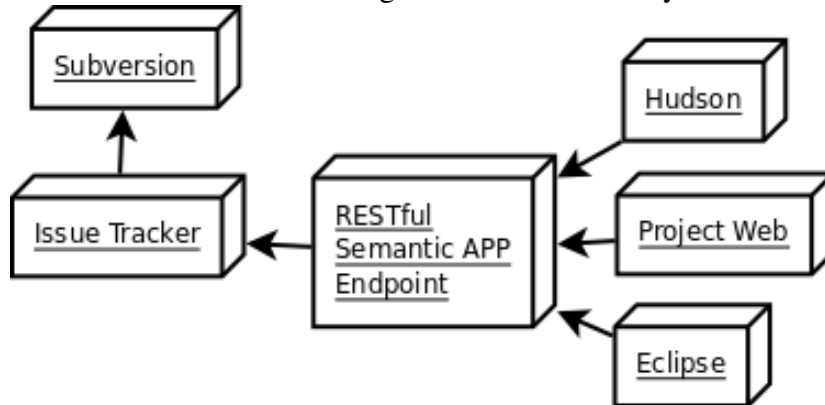 Subversion
Hudson
Issue Tracker
RESTful
Semantic APP
Endpoint
Project Web
Eclipse